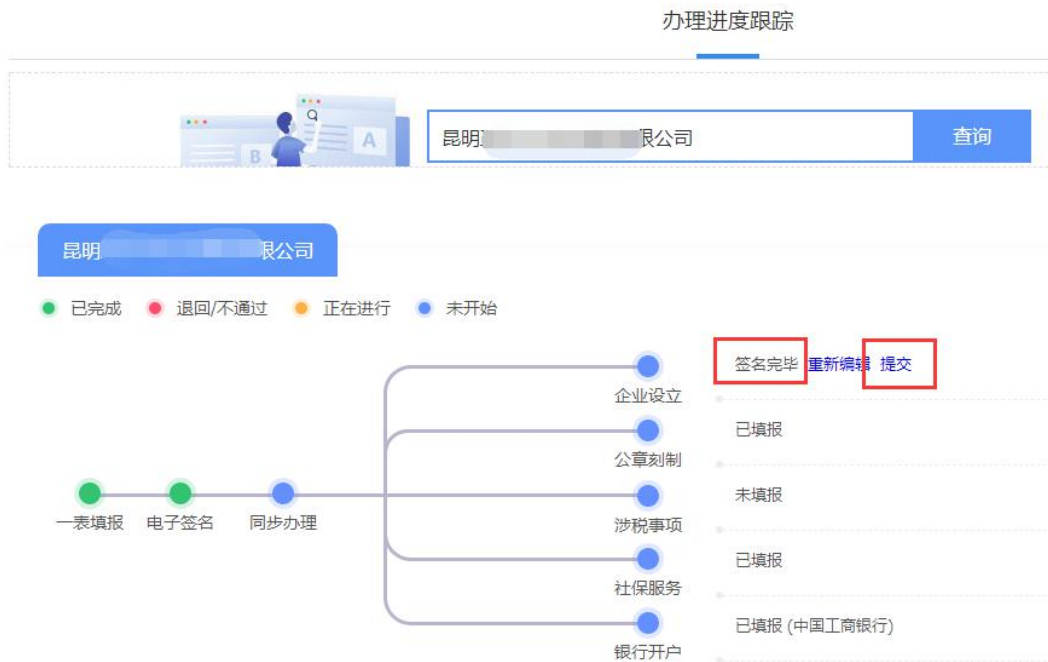 办理进度跟踪
A
B
昆明 限公司 查询
昆明 限公司
已完成 退回/不通过 正在进行 未开始
签名完毕 重新编辑 提交
企业设立
已填报
公章刻制
未填报
一表填报 电子签名 同步办理 涉税事项
已填报
社保服务
已填报 (中国工商银行)
银行开户